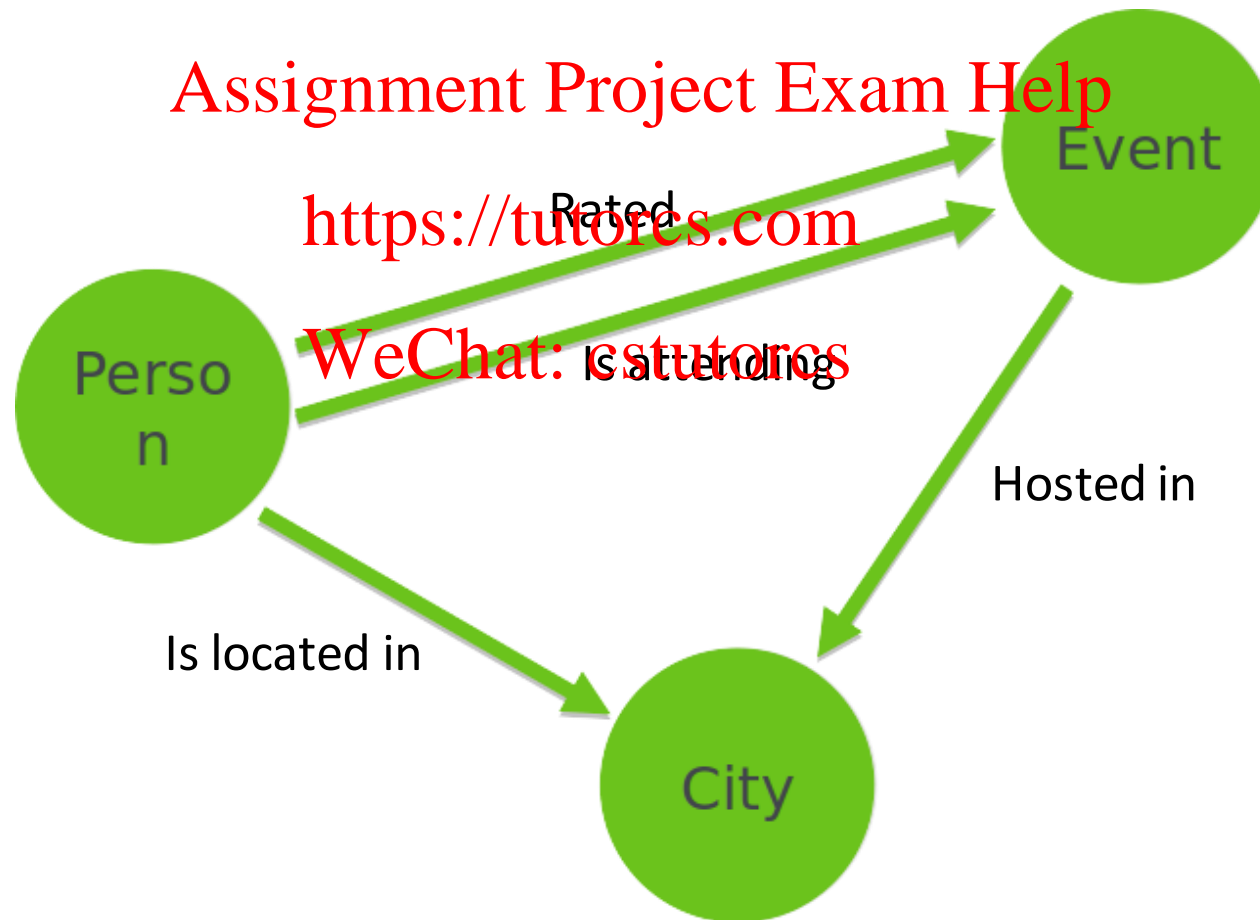 Assignment Project Exam Help
Event
Rated
https://tutorcs.com
WeChat: cstutorcs
Is attending
Perso
n
Hosted in
Is located in
City